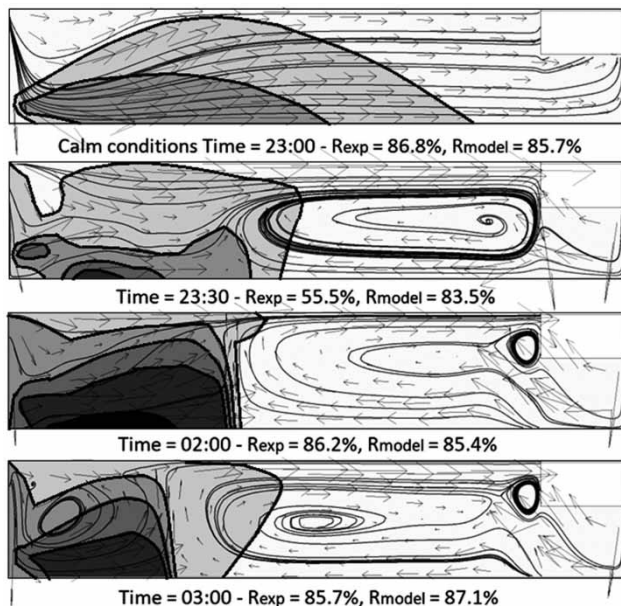 Calm conditions Time = 23:00 - Rexp = 86.8%, Rmodel = 85.7%
Time = 23:30 - Rexp = 55.5%, Rmodel = 83.5%
Time = 02:00 - Rexp = 86.2%, Rmodel = 85.4%
Time = 03:00 - Rexp = 85.7%, Rmodel = 87.1%